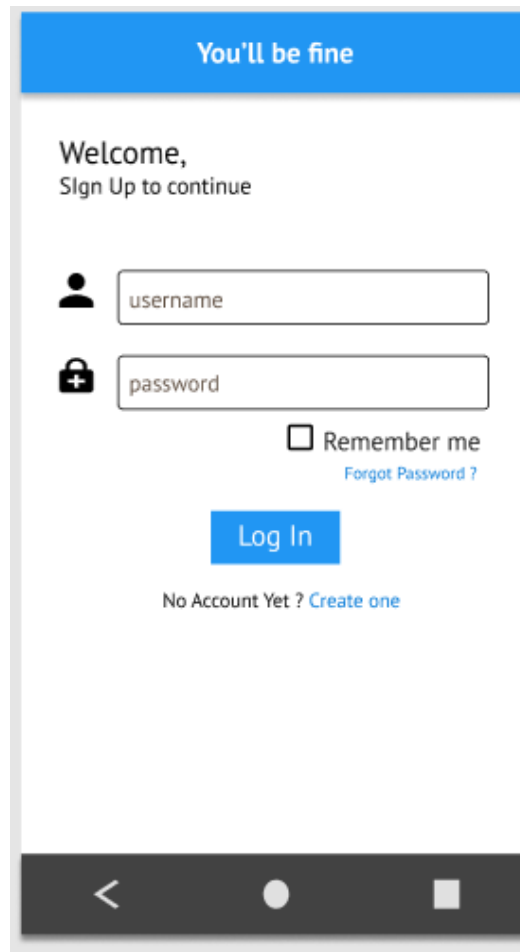 You'll be fine
Welcome,
SIgn Up to continue
username
password
Remember me
Forgot Password ?
Log In
No Account Yet ? Create one